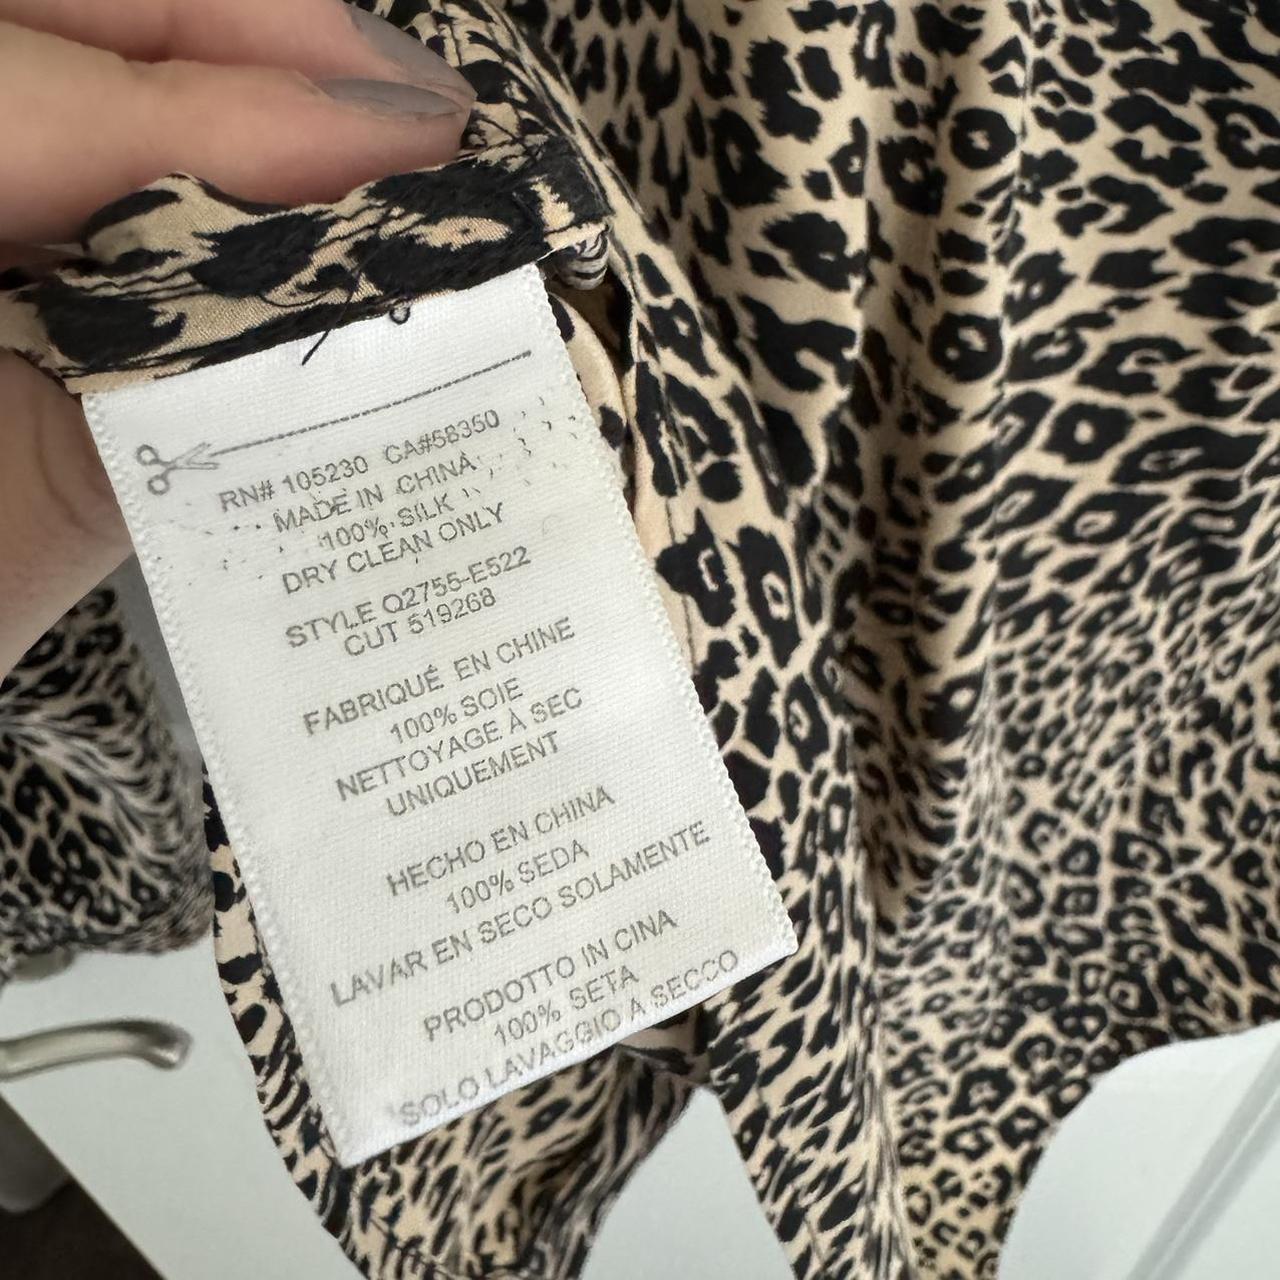 RN# 105230 CA#58350
MADE IN CHINA
100% SILK
DRY CLEAN ONLY
STYLE Q2755-E522
CUT 519268
FABRIQUÉ EN CHINE
100% SOIE
NETTOYAGE À SEC
UNIQUEMENT
HECHO EN CHINA
100% SEDA
LAVAR EN SECO SOLAMENTE
PRODOTTO IN CINA
100% SETA
SOLO LAVAGGIO A SECCO